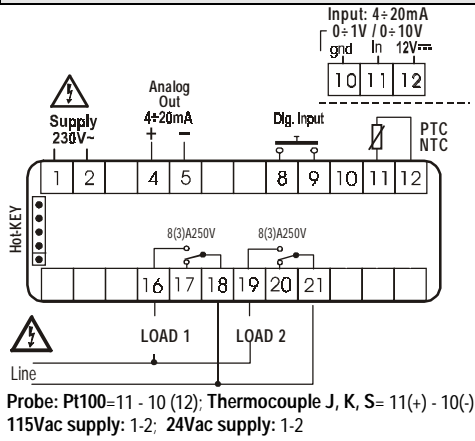 Input: 4÷20mA
0÷1V / 0÷10V
gnd In 12V
10 11 12
Supply
230V~
Analog
Out
4÷20mA
+ −
Dig. Input
PTC
NTC
1 2 4 5 8 9 10 11 12
Hot-KEY
8(3)A250V 8(3)A250V
16 17 18 19 20 21
LOAD 1 LOAD 2
Line
Probe: Pt100=11 - 10 (12); Thermocouple J, K, S= 11(+) - 10(-)
115Vac supply: 1-2; 24Vac supply: 1-2